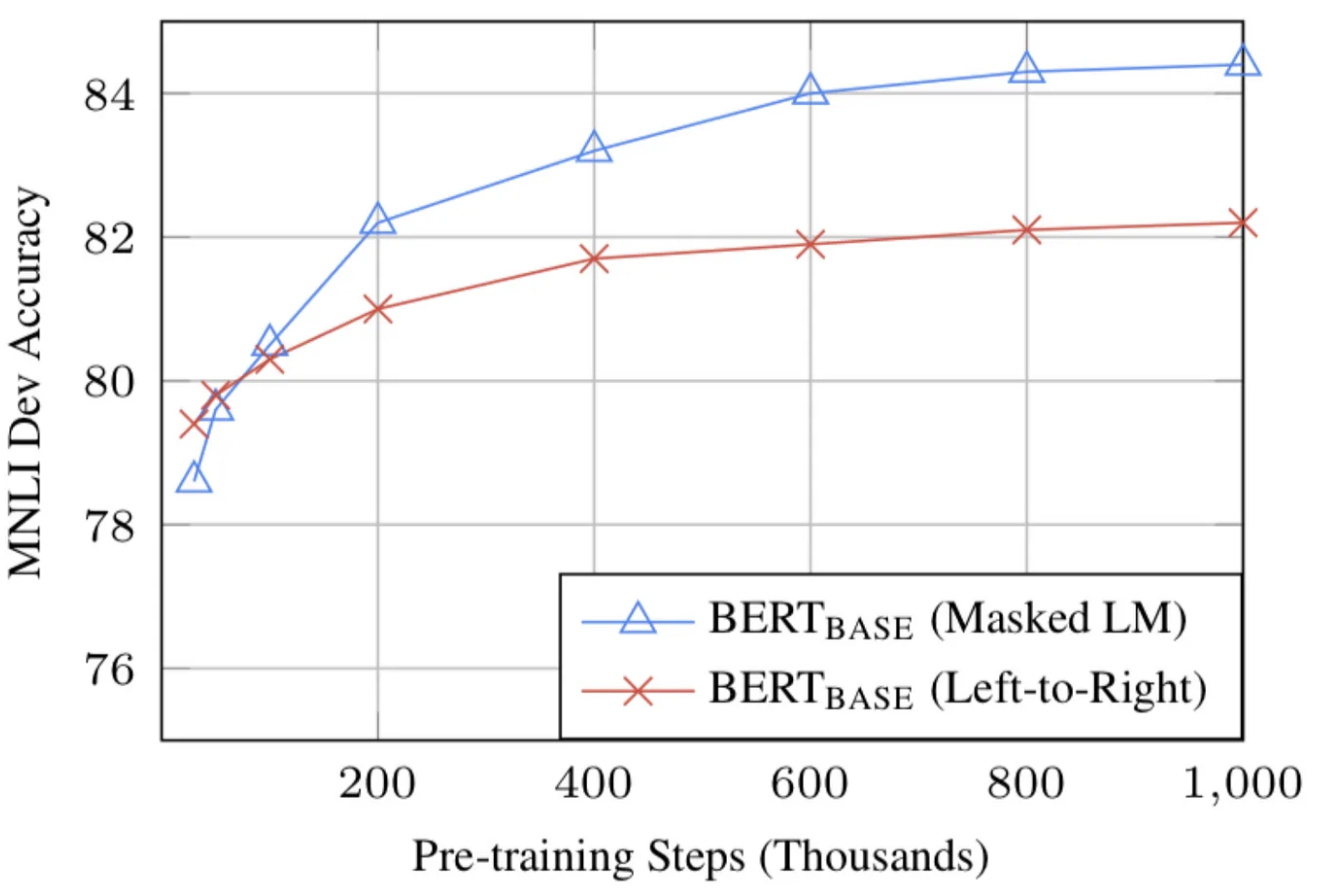 84
82
80
78
76
MNLI Dev Accuracy
BERTBASE (Masked LM)
BERTBASE (Left-to-Right)
200 400 600 800 1,000
Pre-training Steps (Thousands)